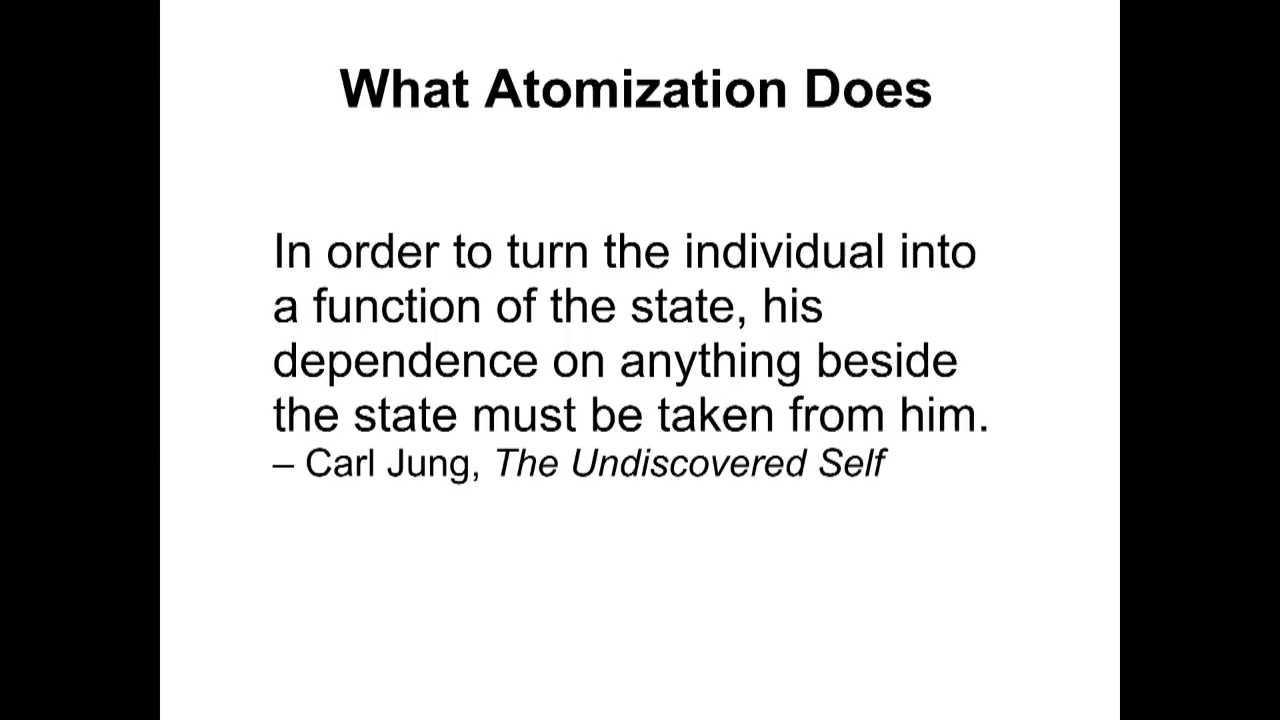 What Atomization Does
In order to turn the individual into
a function of the state, his
dependence on anything beside
the state must be taken from him.
– Carl Jung, The Undiscovered Self